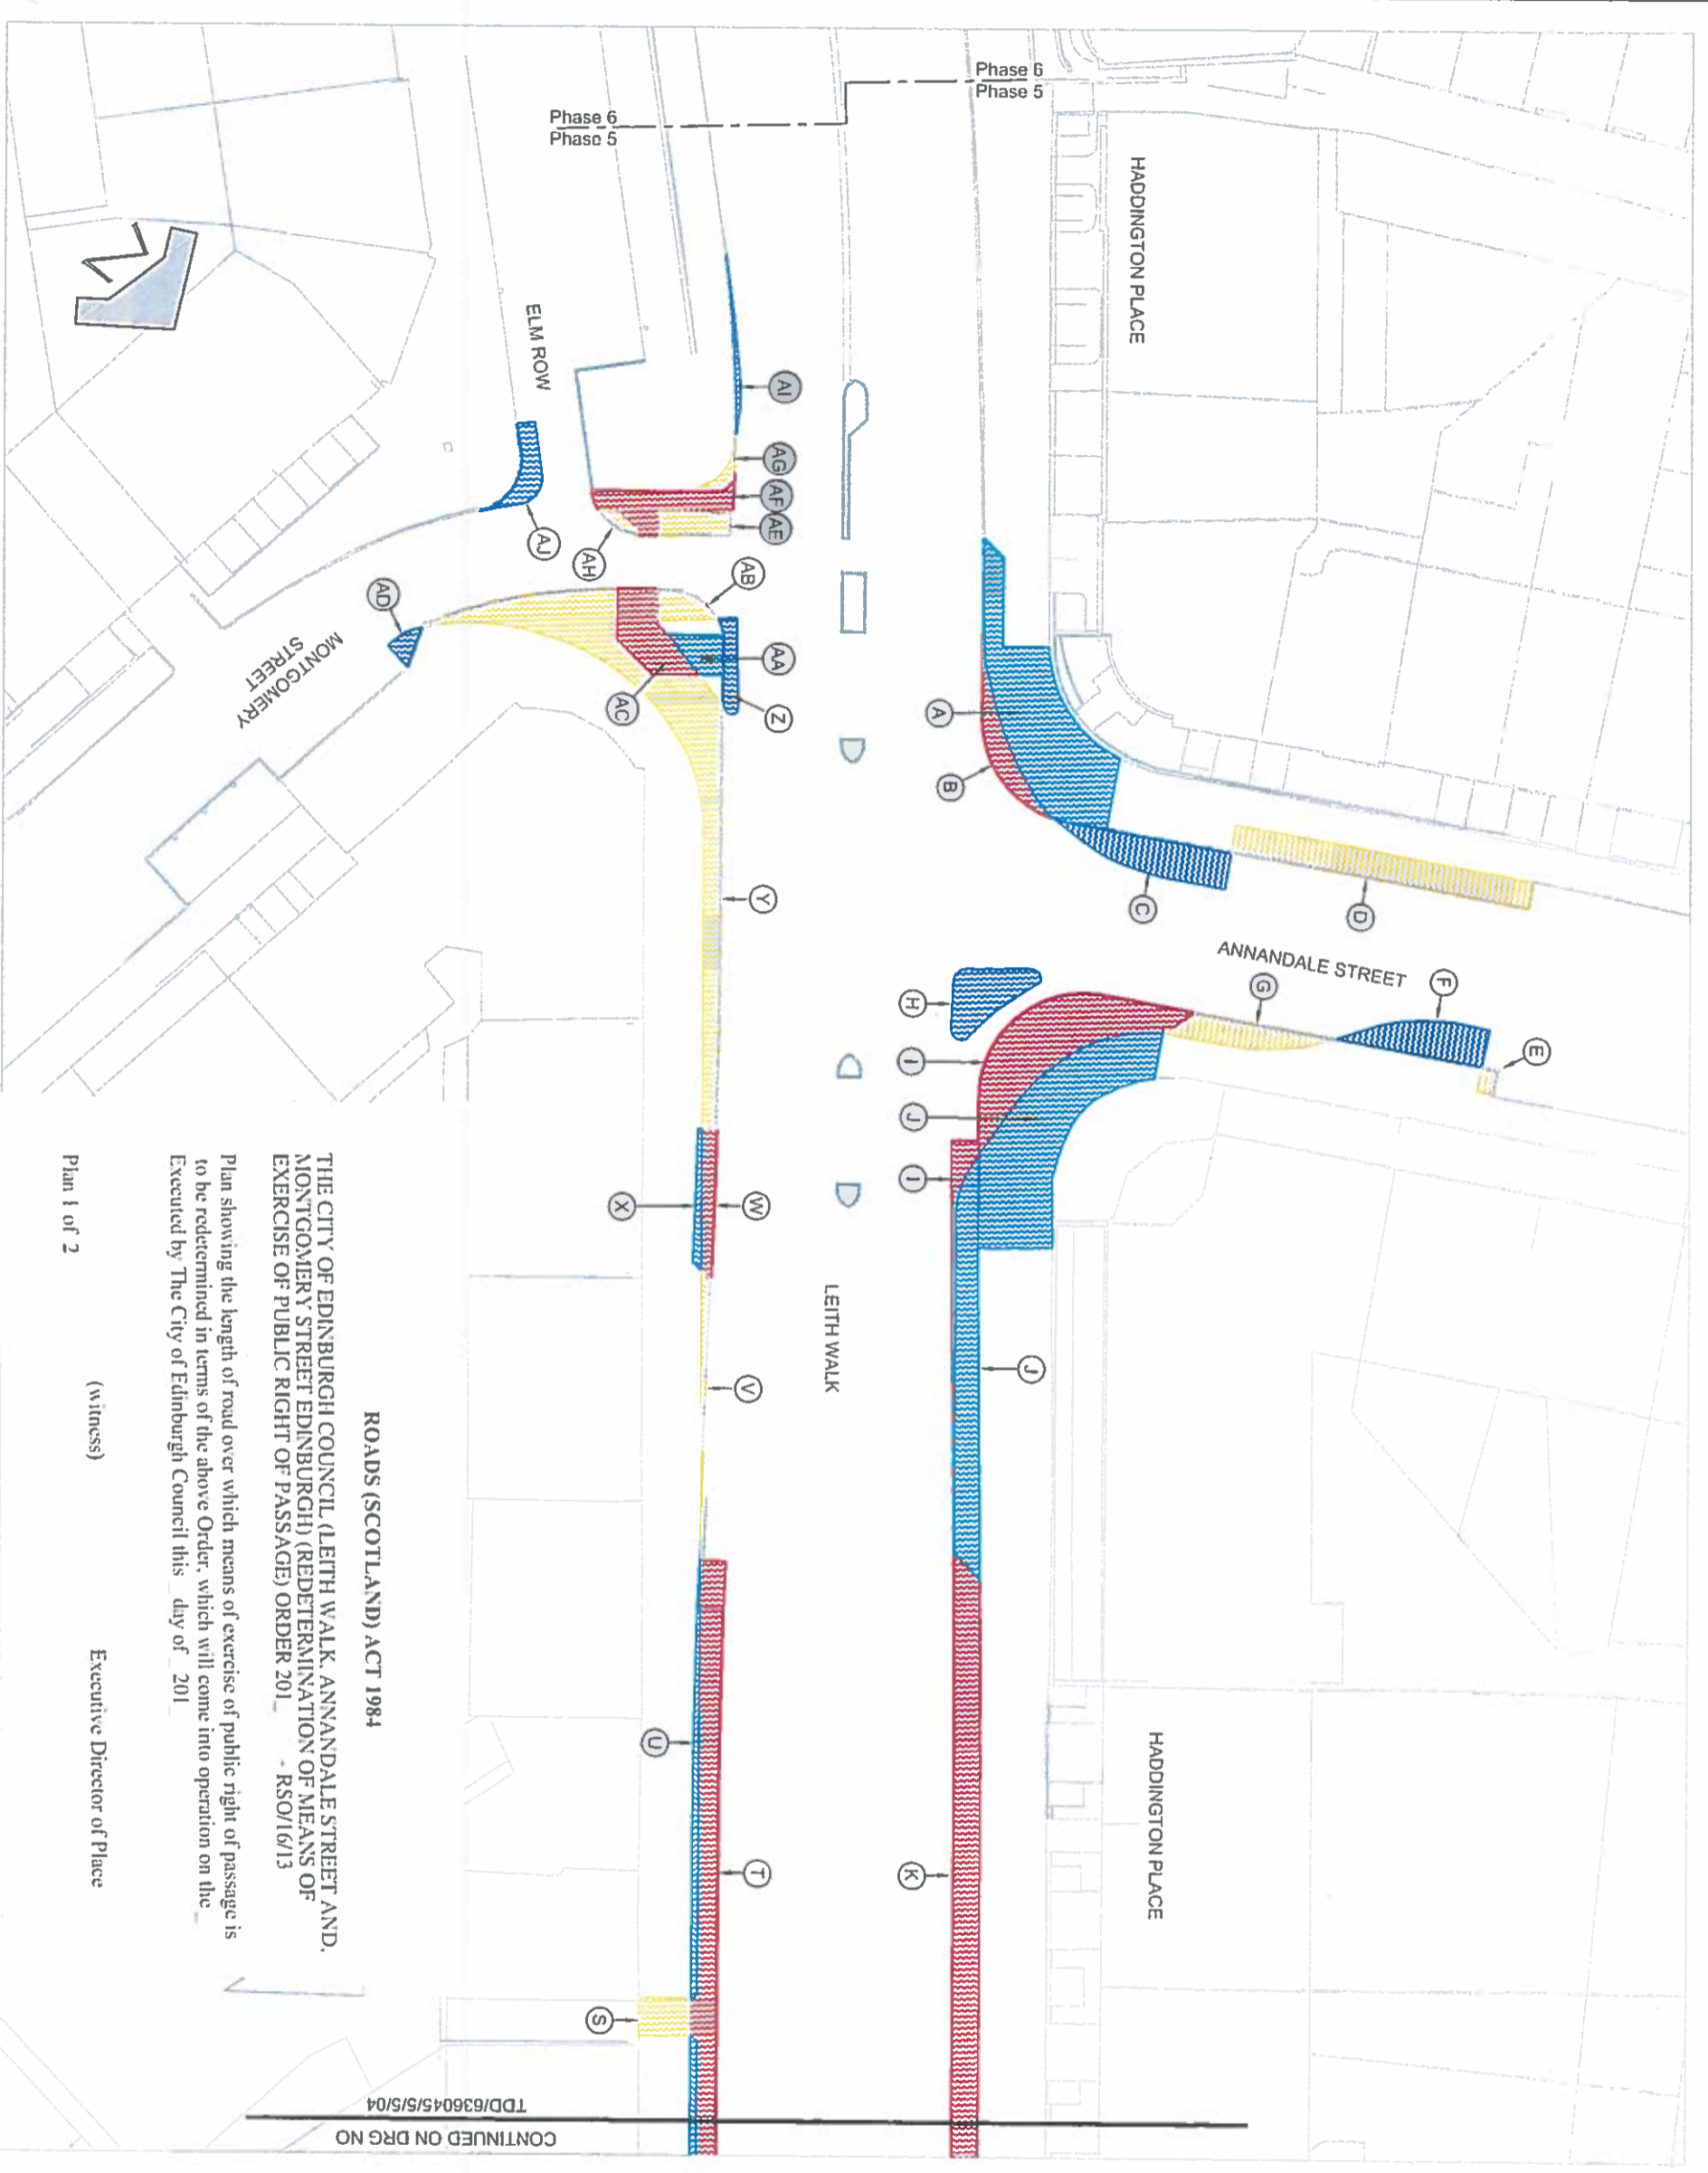 Phase 6
Phase 5
Phase 6
Phase 5
HADDINGTON PLACE
ELM ROW
AI
AG
AF
AE
AJ
AH
AB
AD
MONTGOMERY
STREET
AA
AC
Z
A
B
C
D
Y
ANNANDALE STREET
F
G
H
E
I
J
I
W
X
LEITH WALK
J
V
HADDINGTON PLACE
U
T
K
S
ROADS (SCOTLAND) ACT 1984
THE CITY OF EDINBURGH COUNCIL (LEITH WALK, ANNANDALE STREET AND,
MONTGOMERY STREET EDINBURGH) (REDETERMINATION OF MEANS OF
EXERCISE OF PUBLIC RIGHT OF PASSAGE) ORDER 201_ - RSO/16/13
Plan showing the length of road over which means of exercise of public right of passage is
to be redetermined in terms of the above Order, which will come into operation on the _
Executed by The City of Edinburgh Council this _ day of _ 201_
(witness) Executive Director of Place
Plan 1 of 2
CONTINUED ON DRG NO
TDD/636045/5/5/04
N